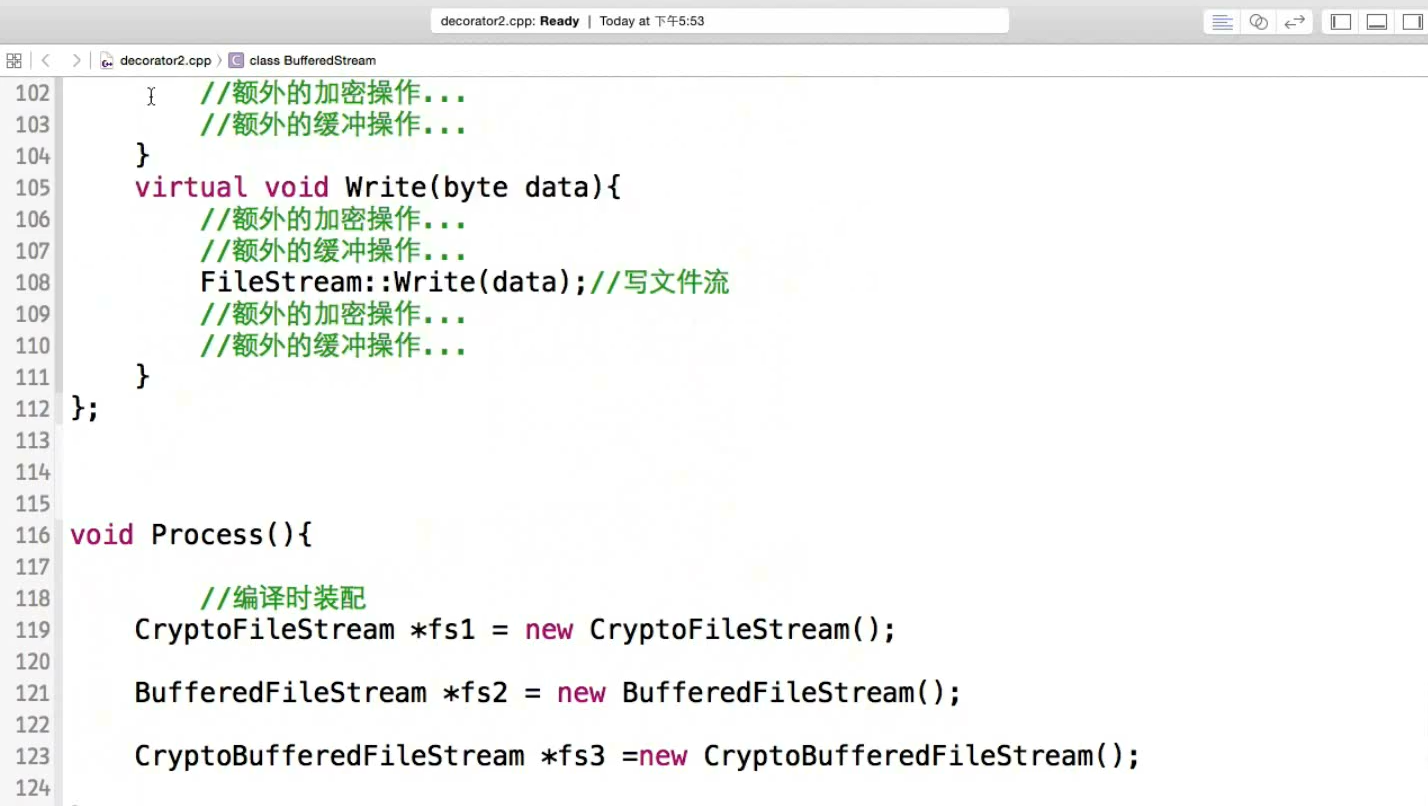 decorator2.cpp: Ready | Today at 下午5:53
decorator2.cpp 〉 C class BufferedStream
102 //额外的加密操作...
103 //额外的缓冲操作...
104 }
105 virtual void Write(byte data){
106 //额外的加密操作...
107 //额外的缓冲操作...
108 FileStream::Write(data);//写文件流
109 //额外的加密操作...
110 //额外的缓冲操作...
111 }
112 };
113
114
115
116 void Process(){
117
118 //编译时装配
119 CryptoFileStream *fs1 = new CryptoFileStream();
120
121 BufferedFileStream *fs2 = new BufferedFileStream();
122
123 CryptoBufferedFileStream *fs3 =new CryptoBufferedFileStream();
124